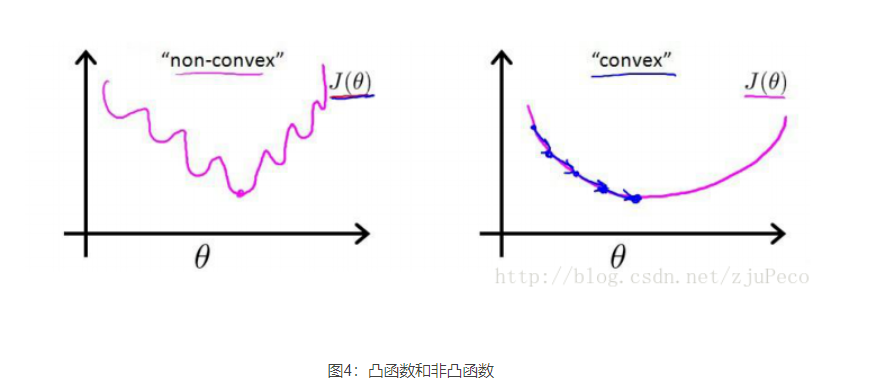 “non-convex”
J(θ)
θ
“convex”
J(θ)
θ
http://blog.csdn.net/zjuPeco
图4：凸函数和非凸函数